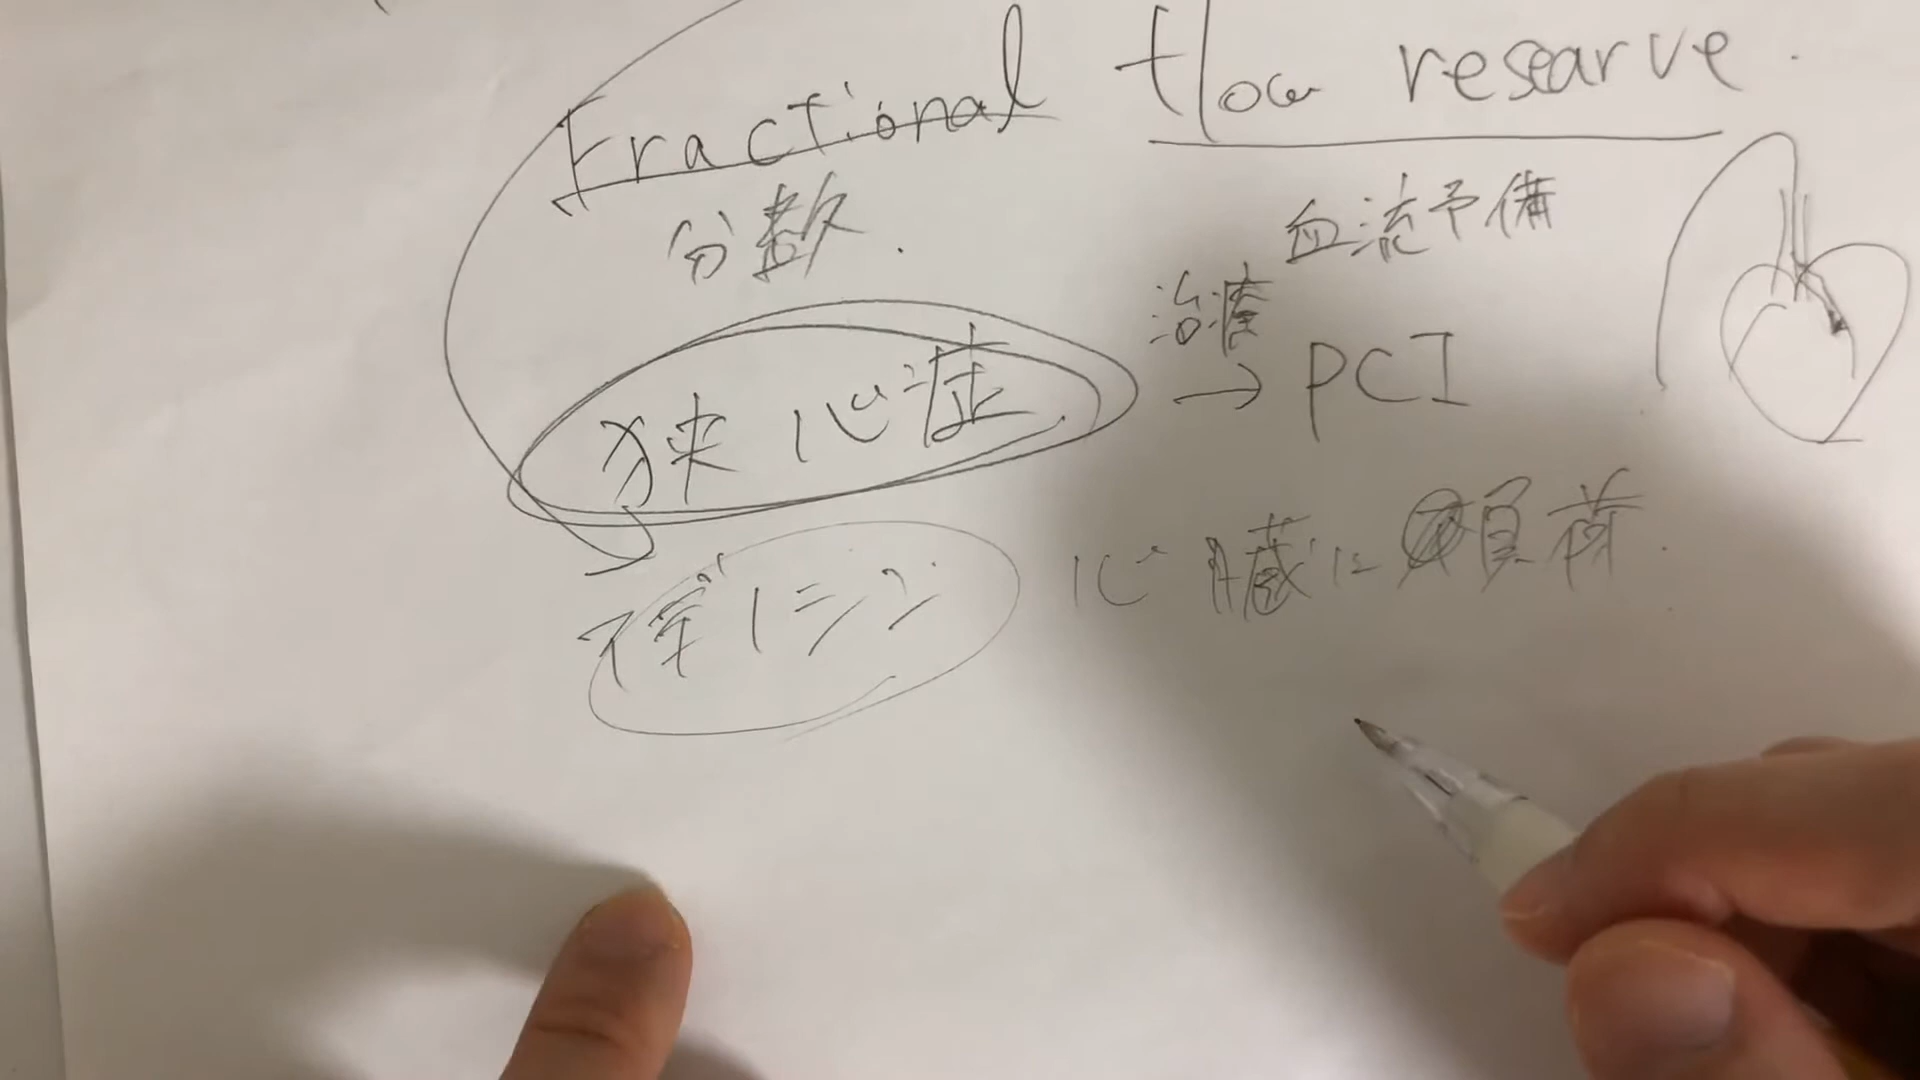 Fractional flow researve.
分数. 血流予備
治療
狭心症 → PCI
心臓に負荷.